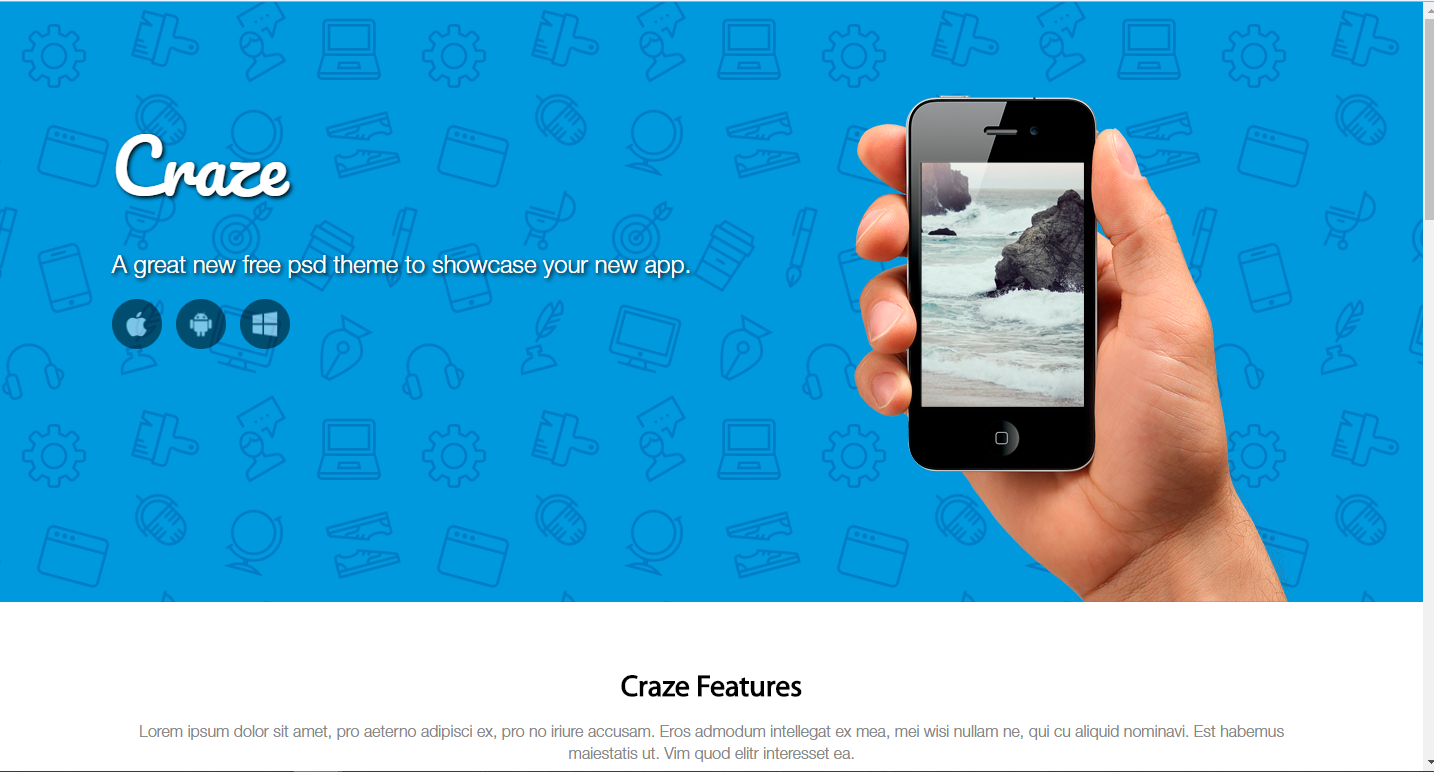 Craze
A great new free psd theme to showcase your new app.
Craze Features
Lorem ipsum dolor sit amet, pro aeterno adipisci ex, pro no iriure accusam. Eros admodum intellegat ex mea, mei wisi nullam ne, qui cu aliquid nominavi. Est habemus
maiestatis ut. Vim quod elitr interesset ea.